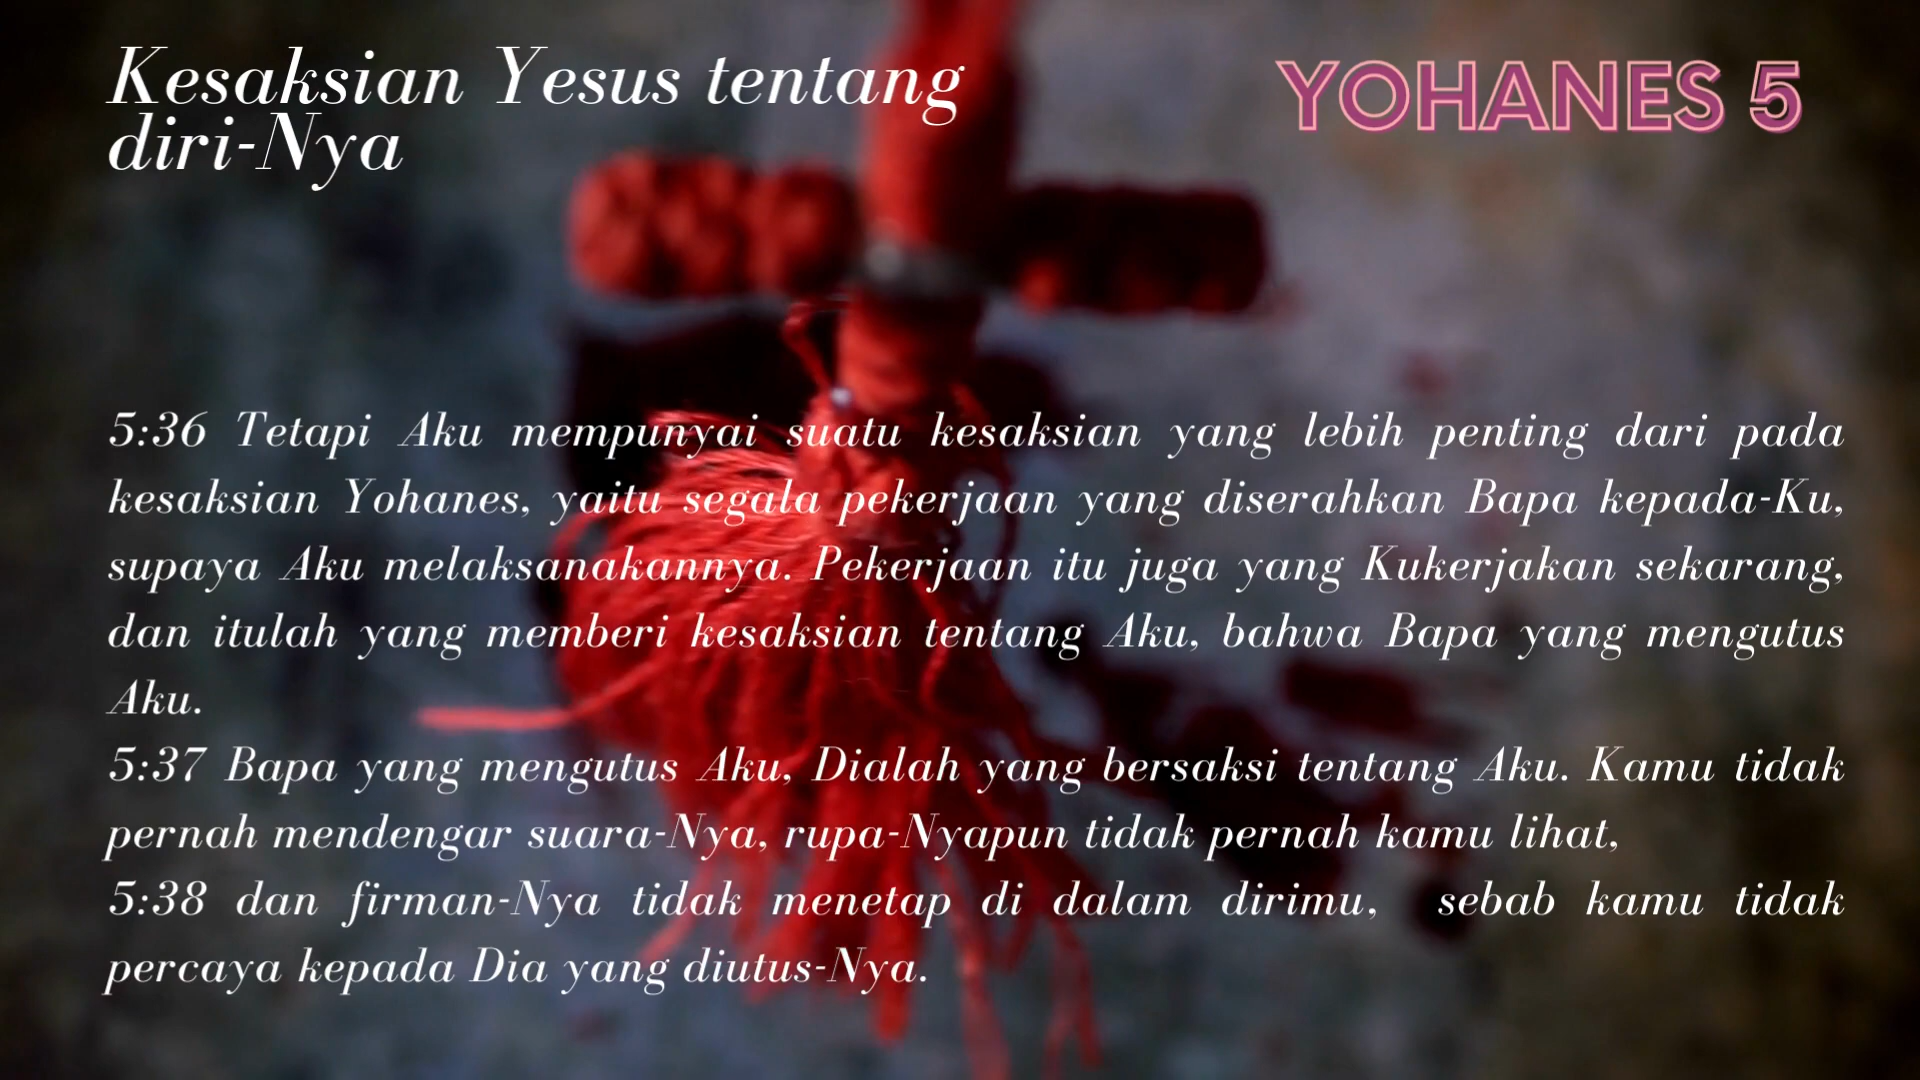 Kesaksian Yesus tentang
diri-Nya
YOHANES 5
5:36 Tetapi Aku mempunyai suatu kesaksian yang lebih penting dari pada
kesaksian Yohanes, yaitu segala pekerjaan yang diserahkan Bapa kepada-Ku,
supaya Aku melaksanakannya. Pekerjaan itu juga yang Kukerjakan sekarang,
dan itulah yang memberi kesaksian tentang Aku, bahwa Bapa yang mengutus
Aku.
5:37 Bapa yang mengutus Aku, Dialah yang bersaksi tentang Aku. Kamu tidak
pernah mendengar suara-Nya, rupa-Nyapun tidak pernah kamu lihat,
5:38 dan firman-Nya tidak menetap di dalam dirimu, sebab kamu tidak
percaya kepada Dia yang diutus-Nya.